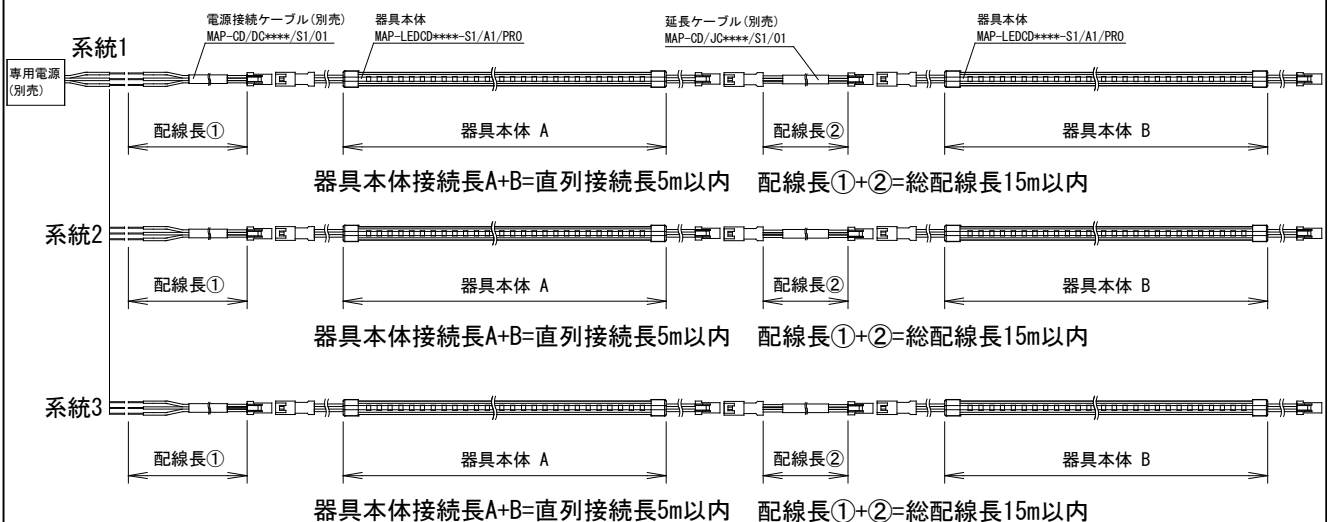 電源接続ケーブル(別売)
MAP-CD/DC****/S1/01
器具本体
MAP-LEDCD****-S1/A1/PRO
延長ケーブル(別売)
MAP-CD/JC****/S1/01
器具本体
MAP-LEDCD****-S1/A1/PRO
系統1
専用電源
(別売)
配線長①
器具本体 A
配線長②
器具本体 B
器具本体接続長A+B=直列接続長5m以内 配線長①+②=総配線長15m以内
系統2
配線長①
器具本体 A
配線長②
器具本体 B
器具本体接続長A+B=直列接続長5m以内 配線長①+②=総配線長15m以内
系統3
配線長①
器具本体 A
配線長②
器具本体 B
器具本体接続長A+B=直列接続長5m以内 配線長①+②=総配線長15m以内